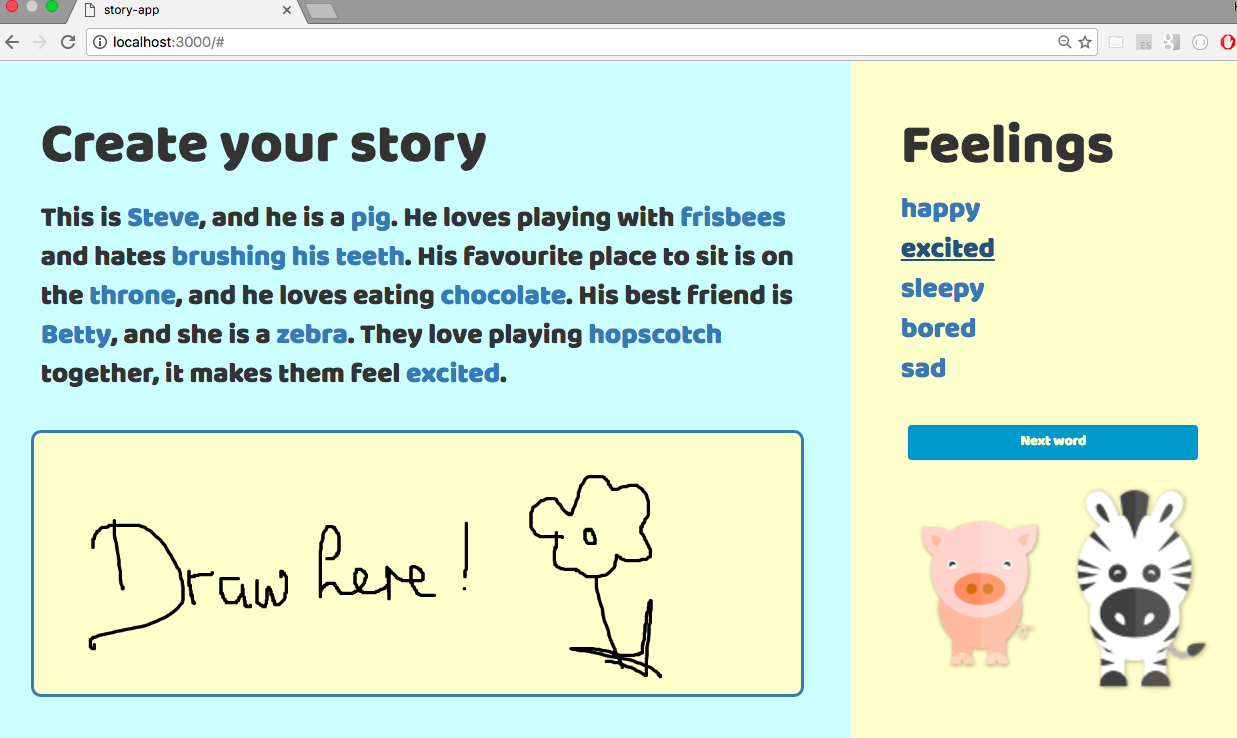 story-app
localhost:3000/#
ES
Create your story
This is Steve, and he is a pig. He loves playing with frisbees
and hates brushing his teeth. His favourite place to sit is on
the throne, and he loves eating chocolate. His best friend is
Betty, and she is a zebra. They love playing hopscotch
together, it makes them feel excited.
Draw here!
Feelings
happy
excited
sleepy
bored
sad
Next word